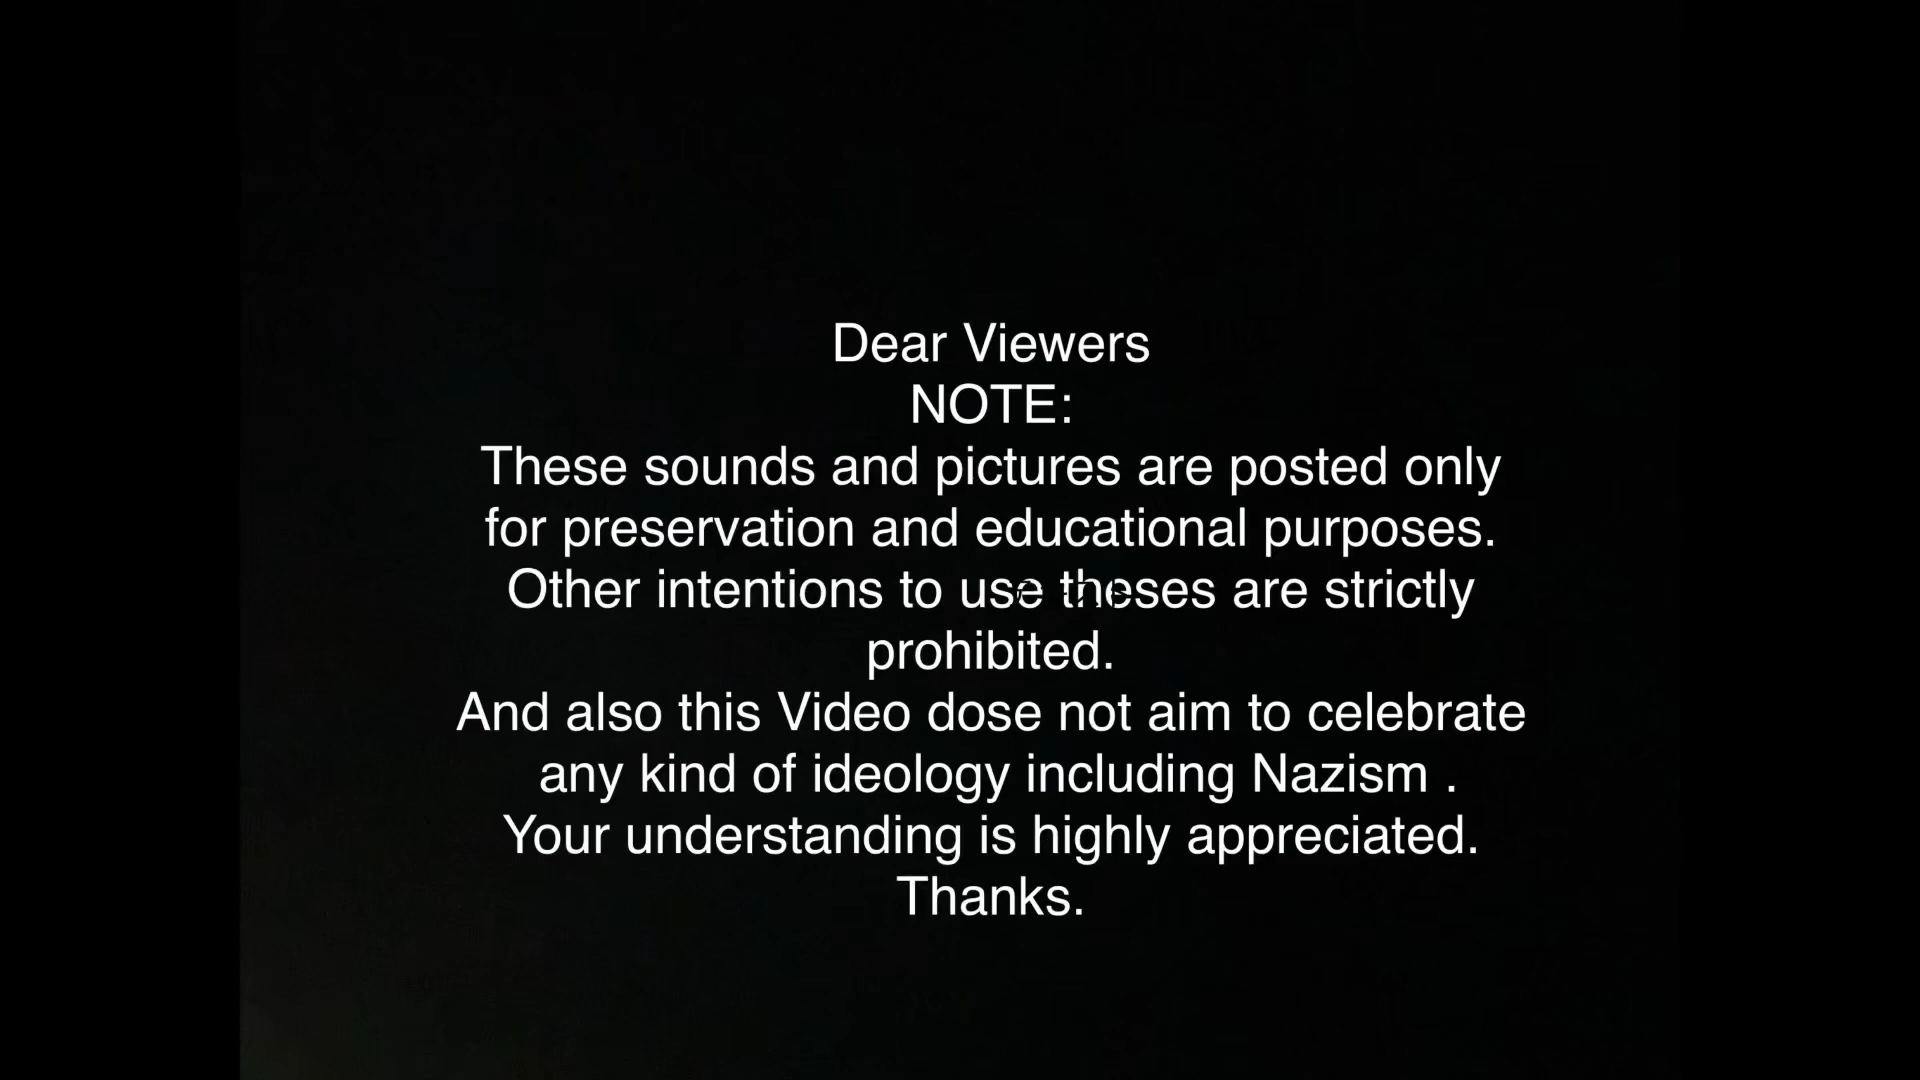 Dear Viewers
NOTE:
These sounds and pictures are posted only
for preservation and educational purposes.
Other intentions to use theses are strictly
prohibited.
And also this Video dose not aim to celebrate
any kind of ideology including Nazism .
Your understanding is highly appreciated.
Thanks.